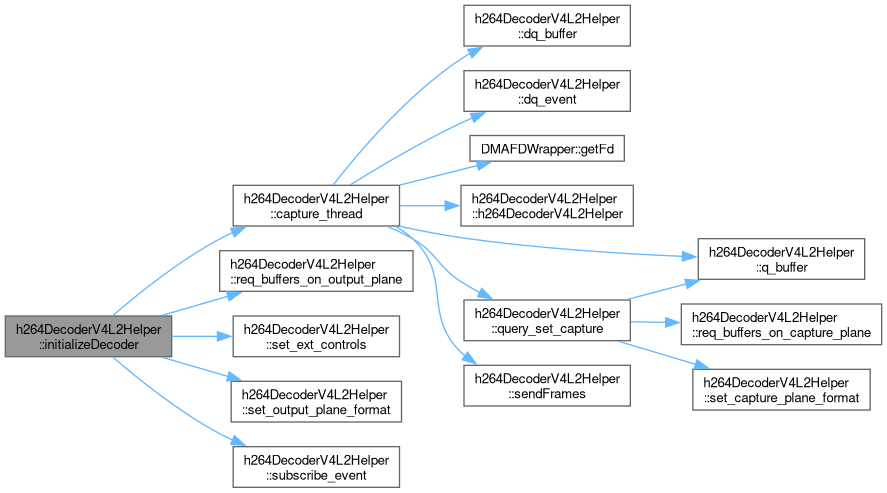 h264DecoderV4L2Helper
::initializeDecoder
h264DecoderV4L2Helper
::capture_thread
h264DecoderV4L2Helper
::req_buffers_on_output_plane
h264DecoderV4L2Helper
::set_ext_controls
h264DecoderV4L2Helper
::set_output_plane_format
h264DecoderV4L2Helper
::subscribe_event
h264DecoderV4L2Helper
::dq_buffer
h264DecoderV4L2Helper
::dq_event
DMAFDWrapper::getFd
h264DecoderV4L2Helper
::h264DecoderV4L2Helper
h264DecoderV4L2Helper
::query_set_capture
h264DecoderV4L2Helper
::sendFrames
h264DecoderV4L2Helper
::q_buffer
h264DecoderV4L2Helper
::req_buffers_on_capture_plane
h264DecoderV4L2Helper
::set_capture_plane_format